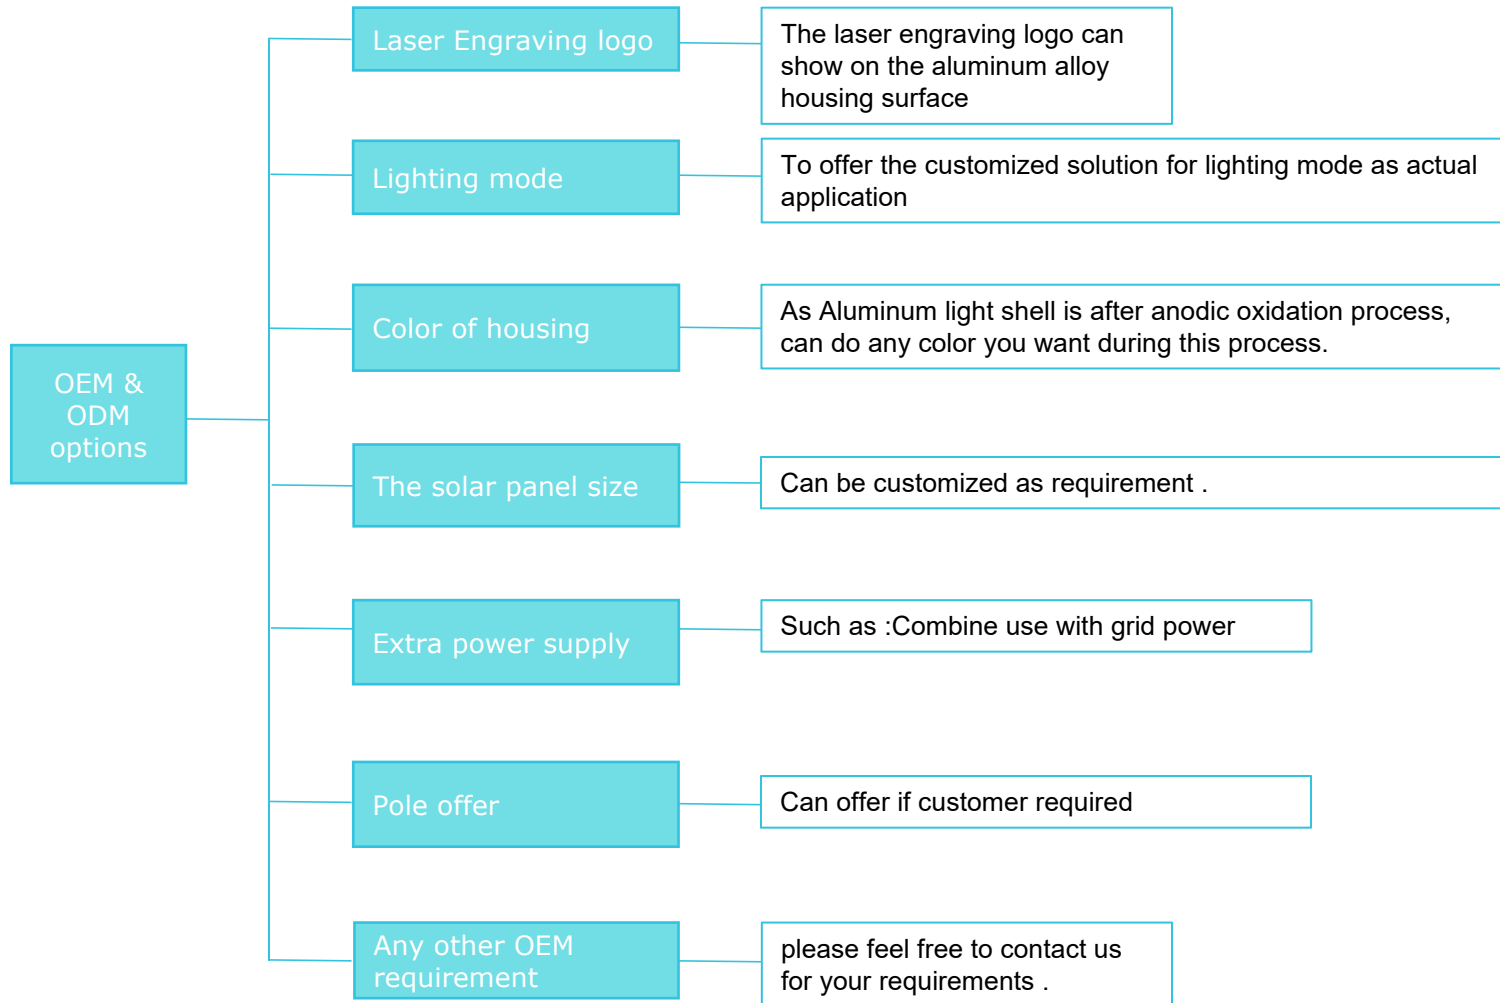 Laser Engraving logo
The laser engraving logo can
show on the aluminum alloy
housing surface
Lighting mode
To offer the customized solution for lighting mode as actual
application
Color of housing
As Aluminum light shell is after anodic oxidation process,
can do any color you want during this process.
OEM &
ODM
options
The solar panel size
Can be customized as requirement .
Extra power supply
Such as :Combine use with grid power
Pole offer
Can offer if customer required
Any other OEM
requirement
please feel free to contact us
for your requirements .